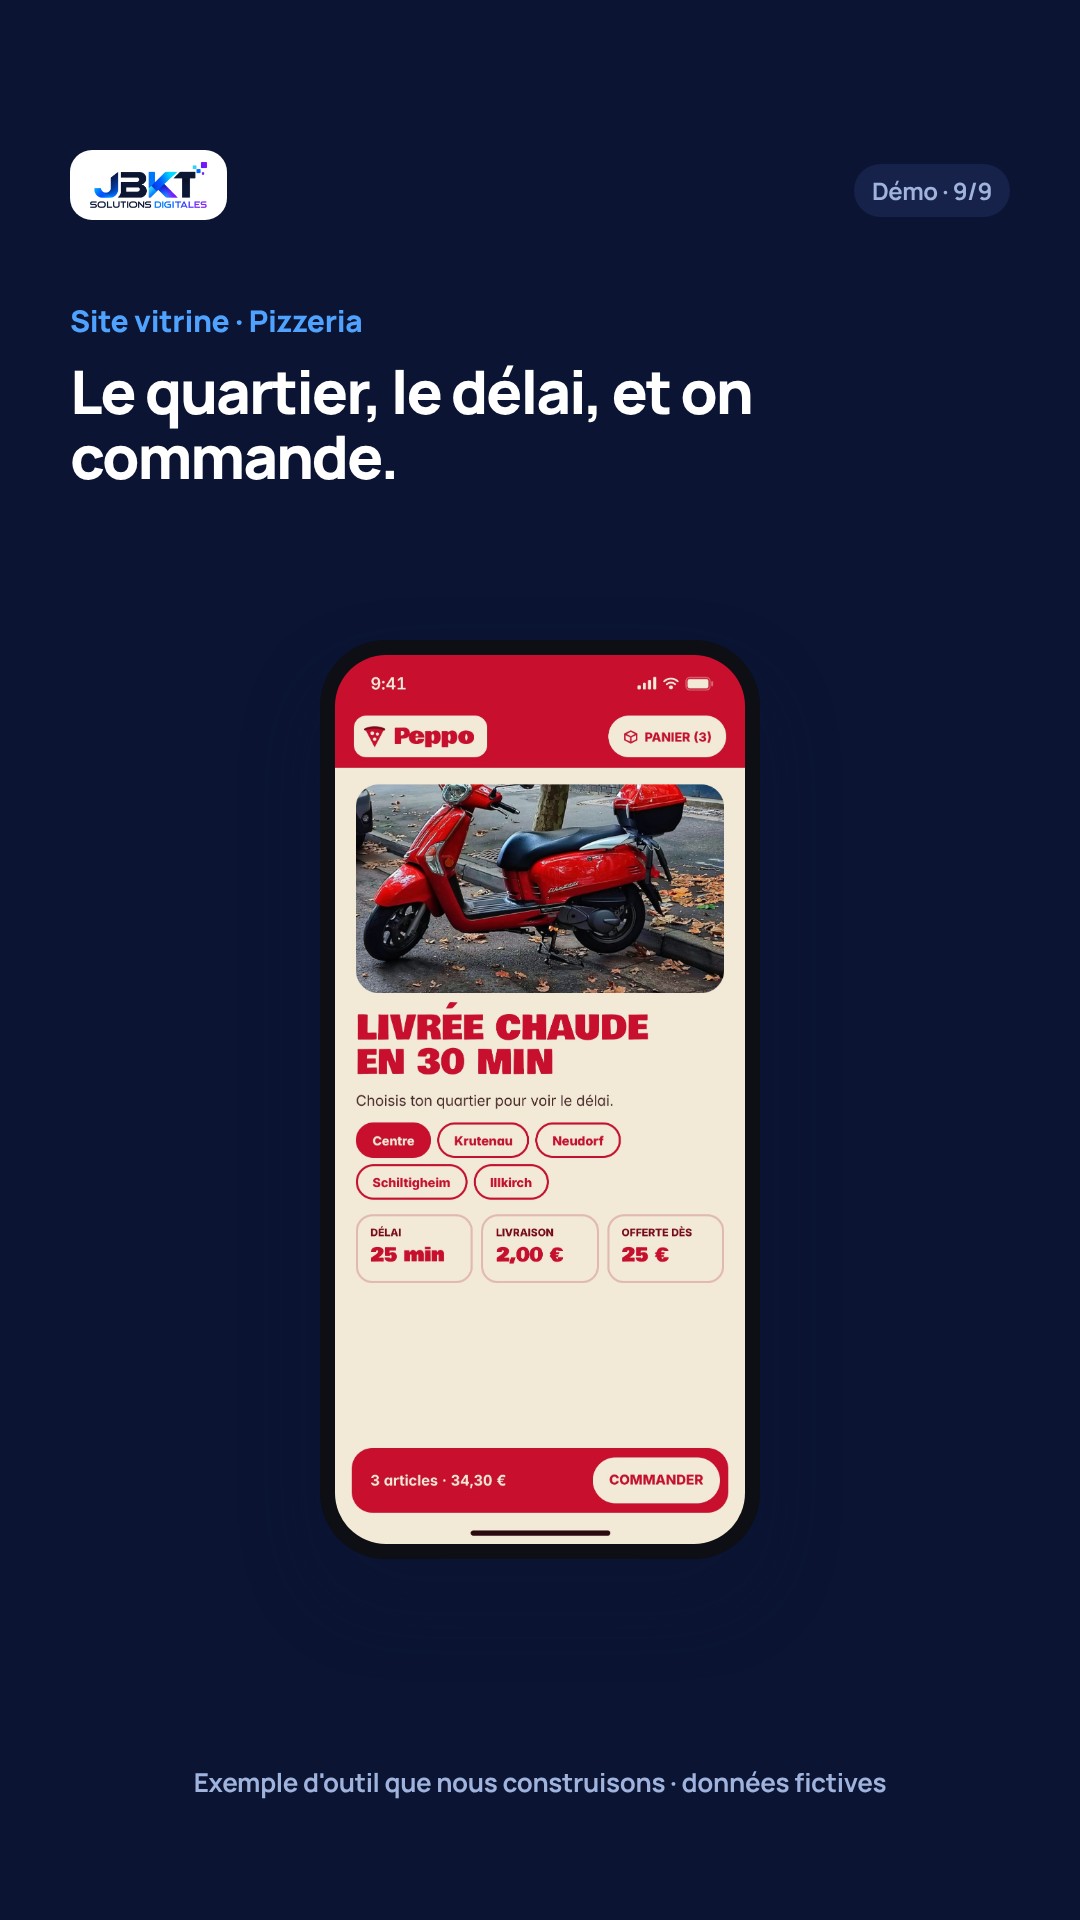 JBKT
SOLUTIONS DIGITALES
Démo · 9/9
Site vitrine · Pizzeria
Le quartier, le délai, et on
commande.
9:41
Peppo
PANIER (3)
LIVRÉE CHAUDE
EN 30 MIN
Choisis ton quartier pour voir le délai.
Centre
Krutenau
Neudorf
Schiltigheim
Illkirch
DÉLAI
25 min
LIVRAISON
2,00 €
OFFERTE DÈS
25 €
3 articles · 34,30 €
COMMANDER
Exemple d'outil que nous construisons · données fictives